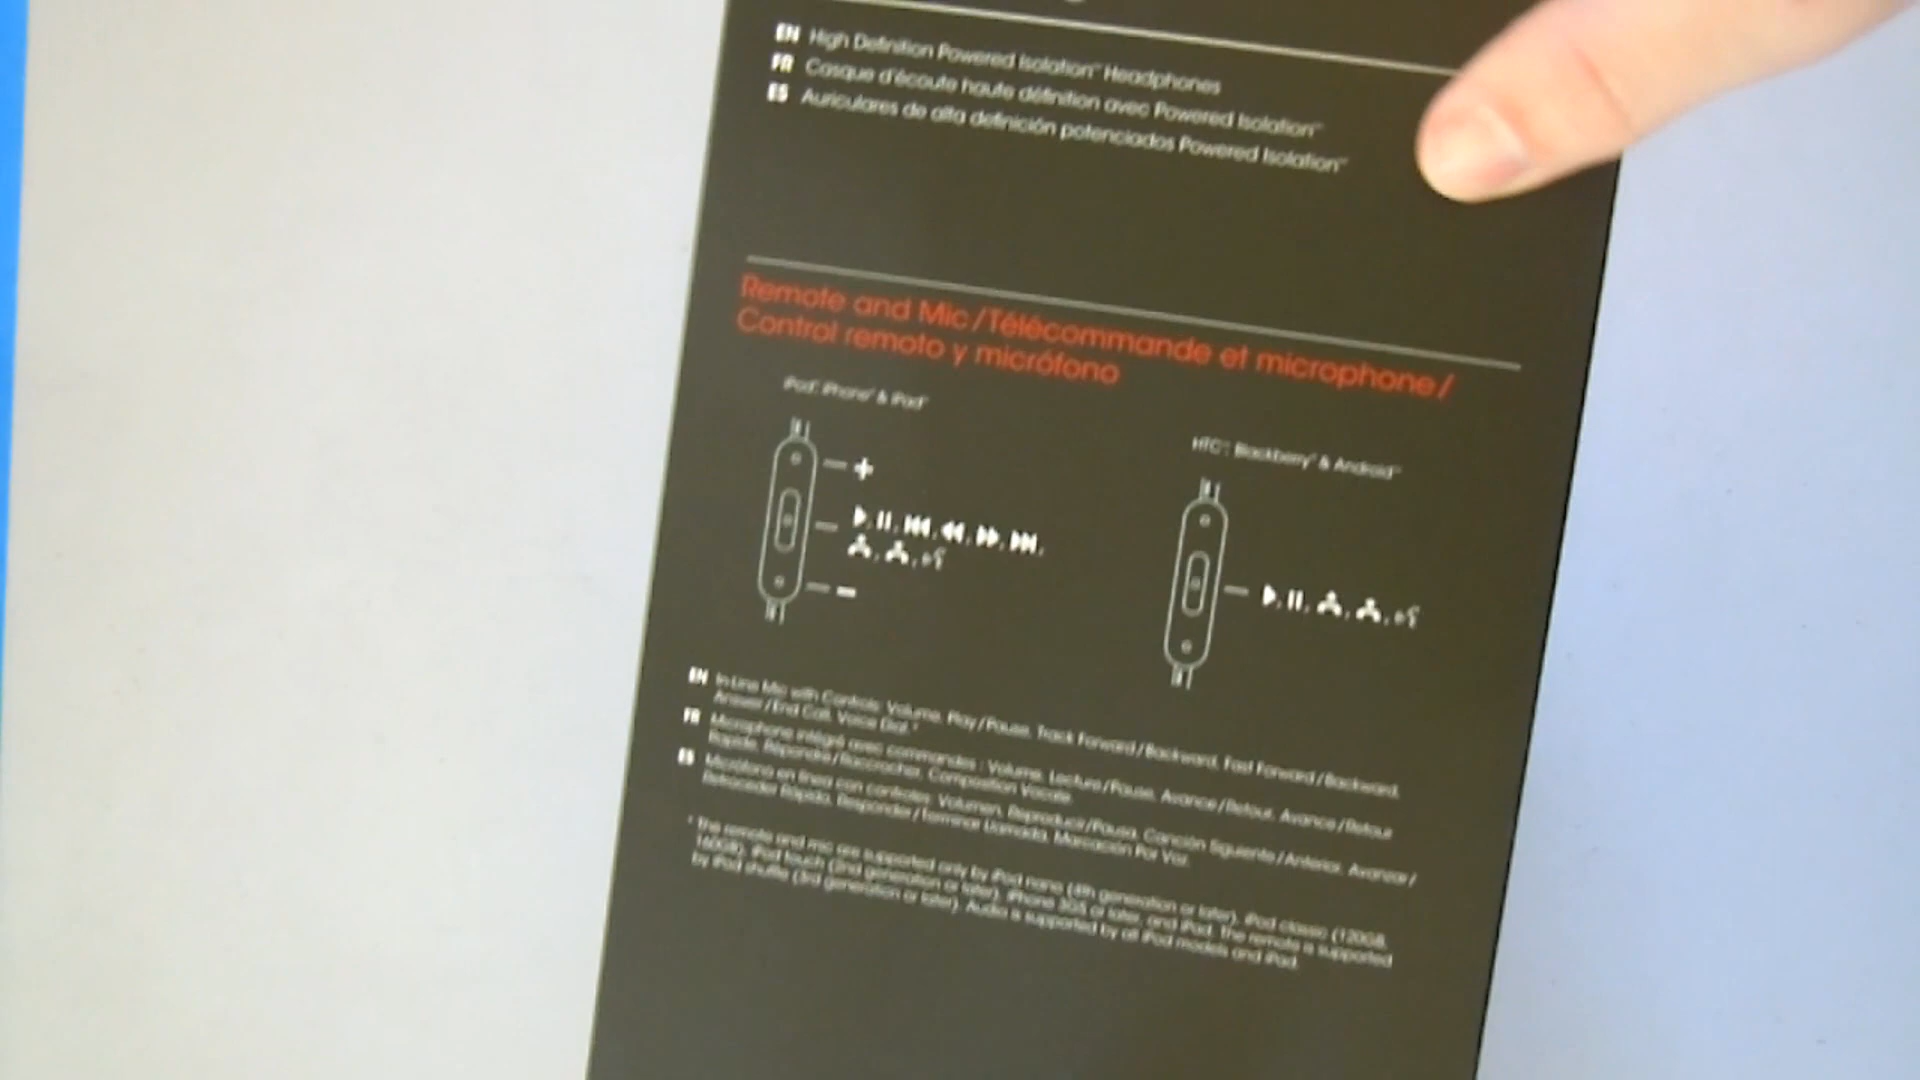 EN High Definition Powered Isolation™ Headphones
FR Casque d'écoute haute définition avec Powered Isolation™
ES Auriculares de alta definición potenciados Powered Isolation™
Remote and Mic/Télécommande et microphone/
Control remoto y micrófono
iPod®, iPhone® & iPad™
HTC™, Blackberry® & Android™
+
-
EN In-Line Mic with Controls: Volume, Play/Pause, Track Forward/Backward, Fast Forward/Backward,
Answer/End Call, Voice Dial.*
FR Microphone intégré avec commandes : Volume, Lecture/Pause, Avance/Retour, Avance/Retour
Rapide, Répondre/Raccrocher, Composition Vocale.
ES Micrófono en línea con controles: Volumen, Reproducir/Pausa, Canción Siguiente/Anterior, Avanzar/
Retroceder Rápido, Responder/Terminar Llamada, Marcación Por Voz.
* The remote and mic are supported only by iPod nano (4th generation or later), iPod classic (120GB,
160GB), iPod touch (2nd generation or later), iPhone 3GS or later, and iPad. The remote is supported
by iPod shuffle (3rd generation or later). Audio is supported by all iPod models and iPad.